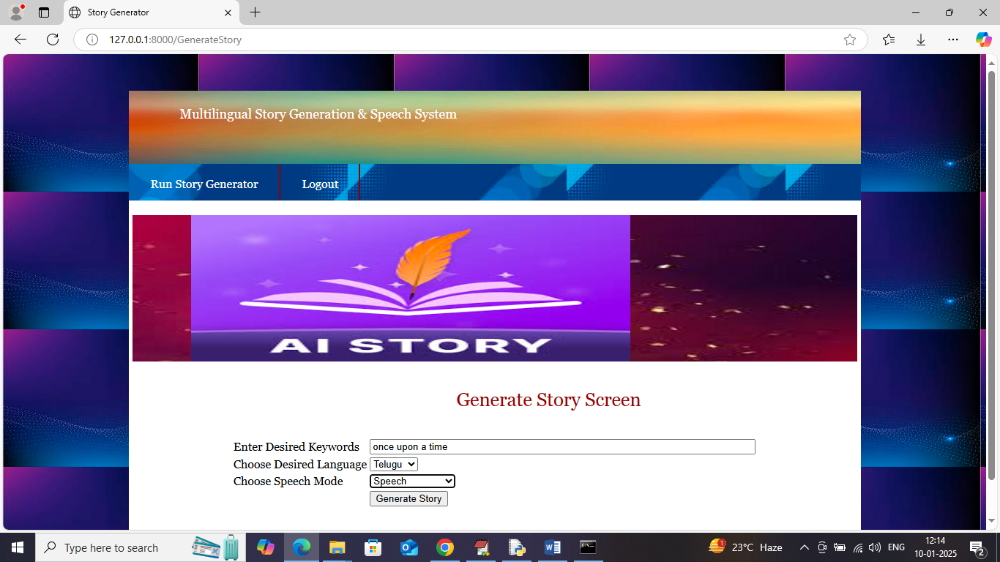 Story Generator
127.0.0.1:8000/GenerateStory
Multilingual Story Generation & Speech System
Run Story Generator
Logout
AI STORY
Generate Story Screen
Enter Desired Keywords once upon a time
Choose Desired Language Telugu
Choose Speech Mode Speech
Generate Story
Type here to search
1
23°C Haze
ENG
12:14
10-01-2025
2